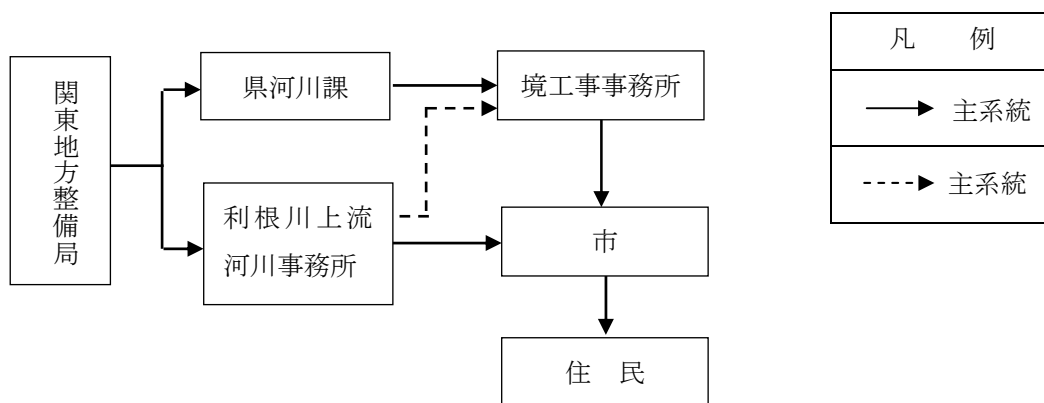 関東地方整備局
県河川課
境工事事務所
利根川上流
河川事務所
市
住　民
凡　　例
主系統
主系統